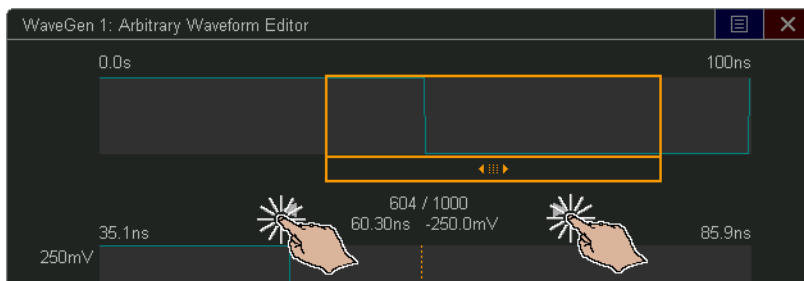 WaveGen 1: Arbitrary Waveform Editor
0.0s 100ns
604 / 1000
60.30ns -250.0mV
35.1ns 85.9ns
250mV